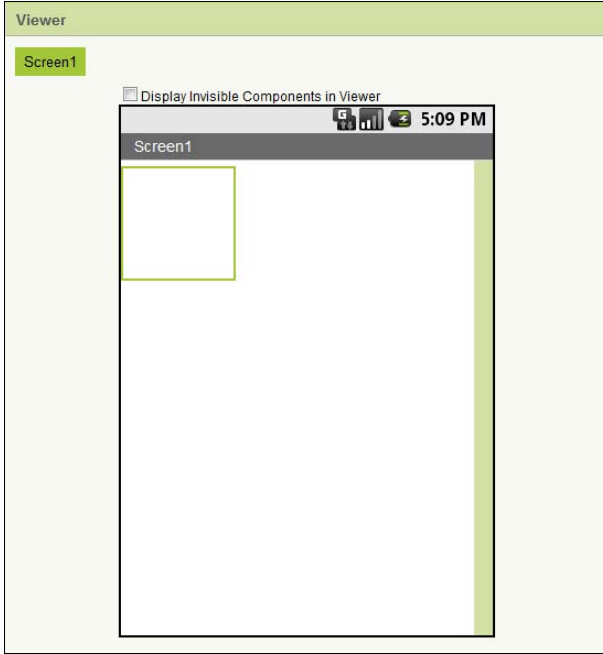 Viewer
Screen1
Display Invisible Components in Viewer
G 5:09 PM
Screen1